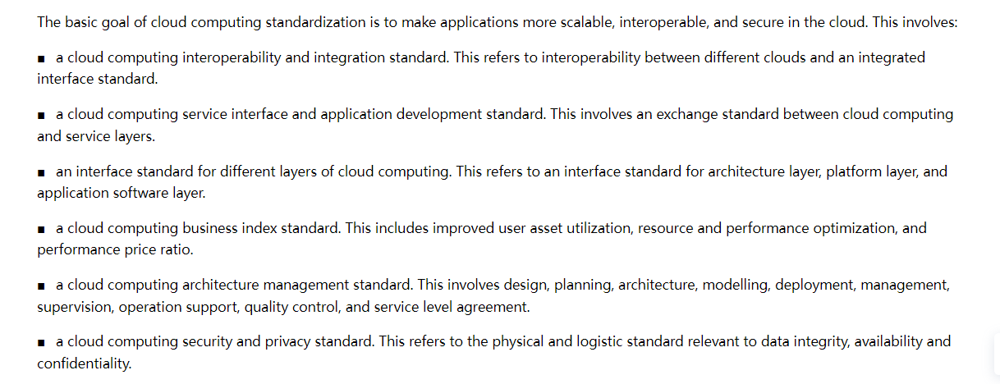 The basic goal of cloud computing standardization is to make applications more scalable, interoperable, and secure in the cloud. This involves:
■ a cloud computing interoperability and integration standard. This refers to interoperability between different clouds and an integrated
interface standard.
■ a cloud computing service interface and application development standard. This involves an exchange standard between cloud computing
and service layers.
■ an interface standard for different layers of cloud computing. This refers to an interface standard for architecture layer, platform layer, and
application software layer.
■ a cloud computing business index standard. This includes improved user asset utilization, resource and performance optimization, and
performance price ratio.
■ a cloud computing architecture management standard. This involves design, planning, architecture, modelling, deployment, management,
supervision, operation support, quality control, and service level agreement.
■ a cloud computing security and privacy standard. This refers to the physical and logistic standard relevant to data integrity, availability and
confidentiality.